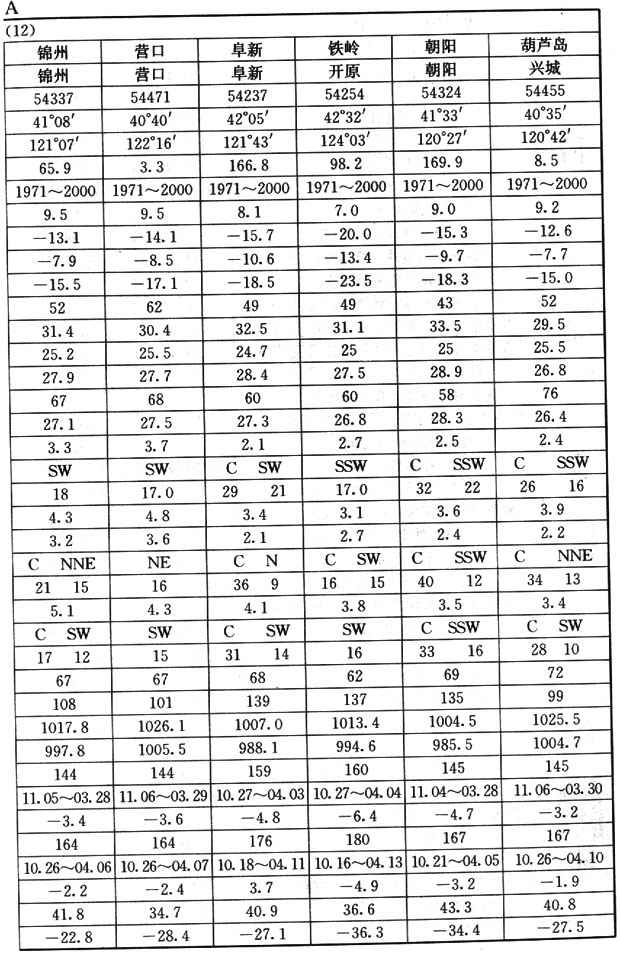 A
(12)
锦州 营口 阜新 铁岭 朝阳 葫芦岛
锦州 营口 阜新 开原 朝阳 兴城
54337 54471 54237 54254 54324 54455
41°08′ 40°40′ 42°05′ 42°32′ 41°33′ 40°35′
121°07′ 122°16′ 121°43′ 124°03′ 120°27′ 120°42′
65.9 3.3 166.8 98.2 169.9 8.5
1971～2000 1971～2000 1971～2000 1971～2000 1971～2000 1971～2000
9.5 9.5 8.1 7.0 9.0 9.2
−13.1 −14.1 −15.7 −20.0 −15.3 −12.6
−7.9 −8.5 −10.6 −13.4 −9.7 −7.7
−15.5 −17.1 −18.5 −23.5 −18.3 −15.0
52 62 49 49 43 52
31.4 30.4 32.5 31.1 33.5 29.5
25.2 25.5 24.7 25 25 25.5
27.9 27.7 28.4 27.5 28.9 26.8
67 68 60 60 58 76
27.1 27.5 27.3 26.8 28.3 26.4
3.3 3.7 2.1 2.7 2.5 2.4
SW SW C SW SSW C SSW C SSW
18 17.0 29 21 17.0 32 22 26 16
4.3 4.8 3.4 3.1 3.6 3.9
3.2 3.6 2.1 2.7 2.4 2.2
C NNE NE C N C SW C SSW C NNE
21 15 16 36 9 16 15 40 12 34 13
5.1 4.3 4.1 3.8 3.5 3.4
C SW SW C SW SW C SSW C SW
17 12 15 31 14 16 33 16 28 10
67 67 68 62 69 72
108 101 139 137 135 99
1017.8 1026.1 1007.0 1013.4 1004.5 1025.5
997.8 1005.5 988.1 994.6 985.5 1004.7
144 144 159 160 145 145
11.05～03.28 11.06～03.29 10.27～04.03 10.27～04.04 11.04～03.28 11.06～03.30
−3.4 −3.6 −4.8 −6.4 −4.7 −3.2
164 164 176 180 167 167
10.26～04.06 10.26～04.07 10.18～04.11 10.16～04.13 10.21～04.05 10.26～04.10
−2.2 −2.4 3.7 −4.9 −3.2 −1.9
41.8 34.7 40.9 36.6 43.3 40.8
−22.8 −28.4 −27.1 −36.3 −34.4 −27.5